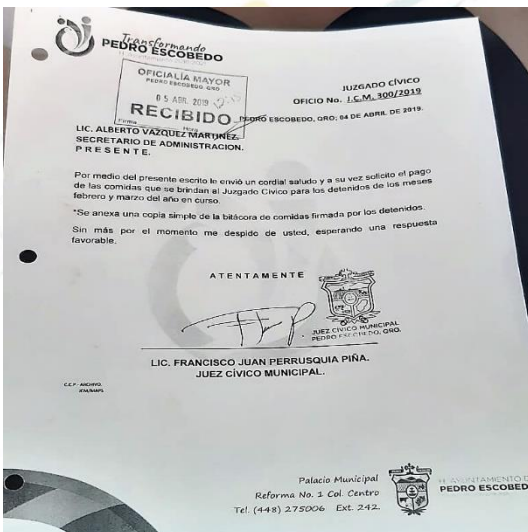 Transformando
PEDRO ESCOBEDO
OFICIALÍA MAYOR
PEDRO ESCOBEDO, QRO.
05 ABR. 2019
RECIBIDO
Firma Hora
JUZGADO CÍVICO
OFICIO No. J.C.M. 300/2019
PEDRO ESCOBEDO, QRO; 04 DE ABRIL DE 2019.
LIC. ALBERTO VAZQUEZ MARTINEZ.
SECRETARIO DE ADMINISTRACION.
P R E S E N T E.
Por medio del presente escrito le envió un cordial saludo y a su vez solicito el pago
de las comidas que se brindan al Juzgado Cívico para los detenidos de los meses
febrero y marzo del año en curso.
*Se anexa una copia simple de la bitácora de comidas firmada por los detenidos.
Sin más por el momento me despido de usted, esperando una respuesta
favorable.
A T E N T A M E N T E
JUEZ CÍVICO MUNICIPAL
PEDRO ESCOBEDO, QRO.
LIC. FRANCISCO JUAN PERRUSQUIA PIÑA.
JUEZ CÍVICO MUNICIPAL.
C.C.P - ARCHIVO.
Palacio Municipal
Reforma No. 1 Col. Centro
Tel. (448) 275006 Ext. 242.
H. AYUNTAMIENTO D
PEDRO ESCOBED